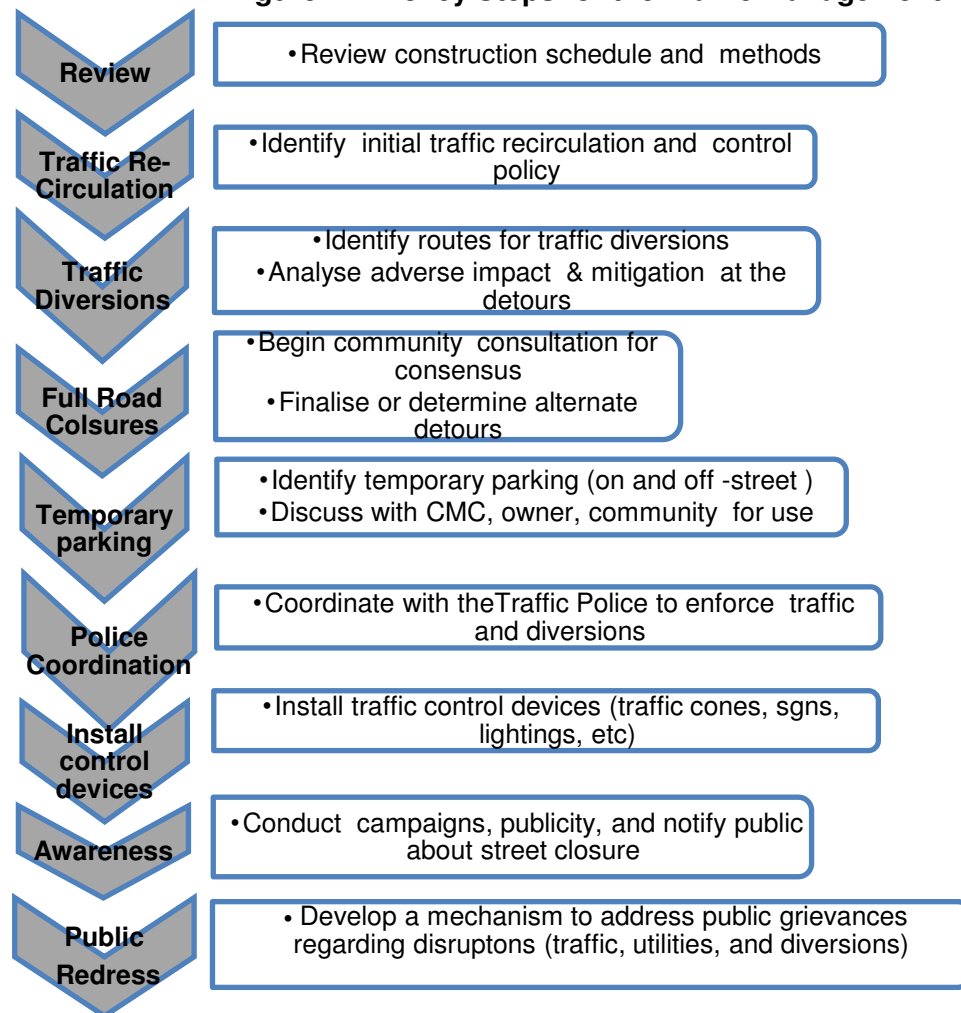 Review
•Review construction schedule and methods
Traffic Re-
Circulation
•Identify initial traffic recirculation and control
policy
Traffic
Diversions
•Identify routes for traffic diversions
•Analyse adverse impact & mitigation at the
detours
Full Road
Colsures
•Begin community consultation for
consensus
•Finalise or determine alternate
detours
Temporary
parking
•Identify temporary parking (on and off -street )
•Discuss with CMC, owner, community for use
Police
Coordination
•Coordinate with theTraffic Police to enforce traffic
and diversions
Install
control
devices
•Install traffic control devices (traffic cones, sgns,
lightings, etc)
Awareness
•Conduct campaigns, publicity, and notify public
about street closure
Public
Redress
• Develop a mechanism to address public grievances
regarding disruptons (traffic, utilities, and diversions)